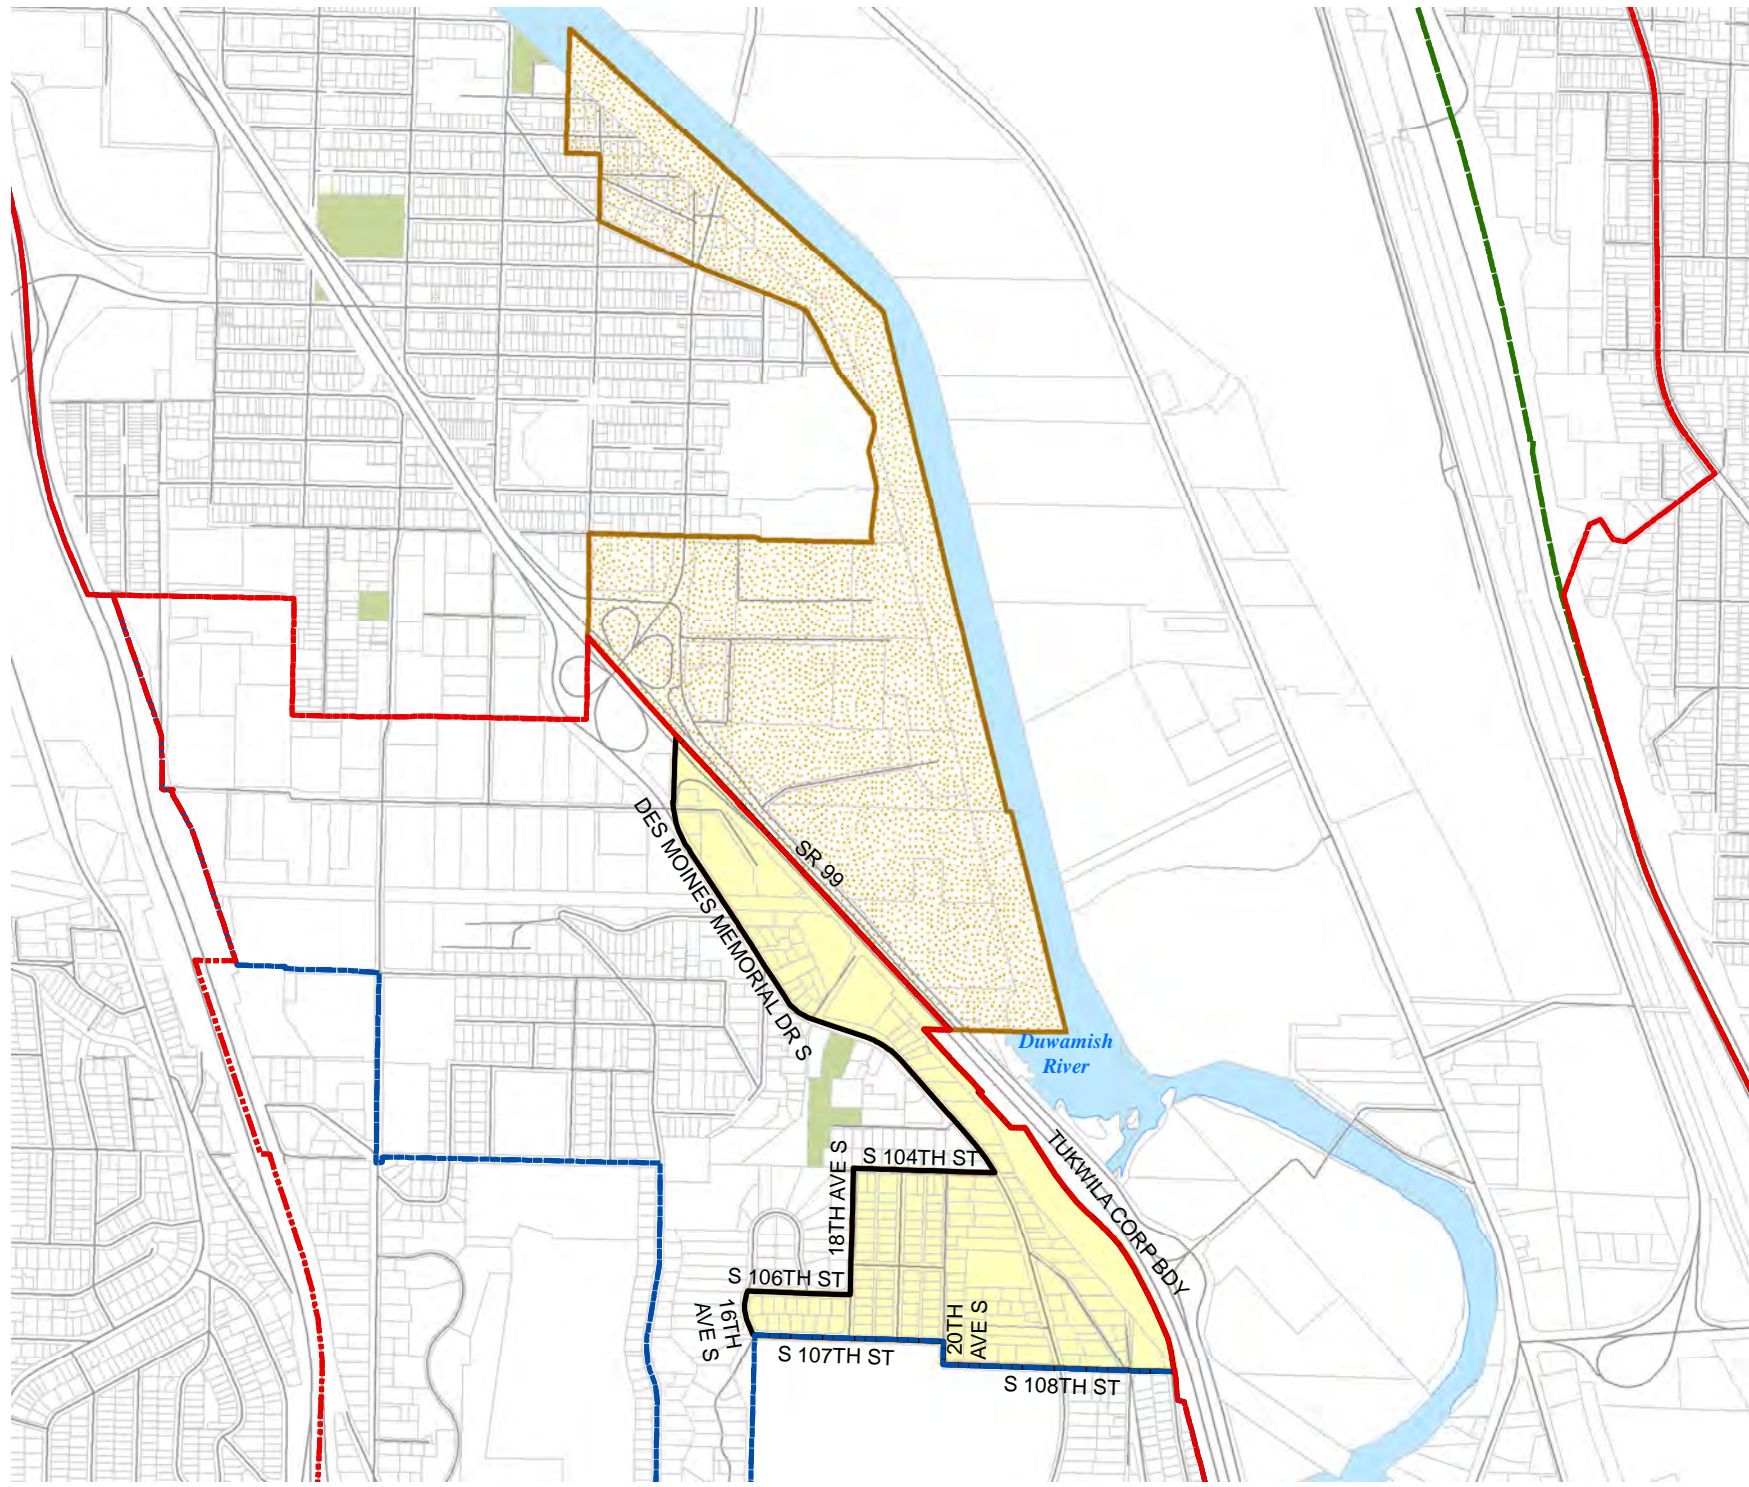 DES MOINES MEMORIAL DR S
SR 99
Duwamish
River
TUKWILA CORP BDY
18TH AVE S
S 104TH ST
S 106TH ST
16TH
AVE S
20TH
AVE S
S 107TH ST
S 108TH ST